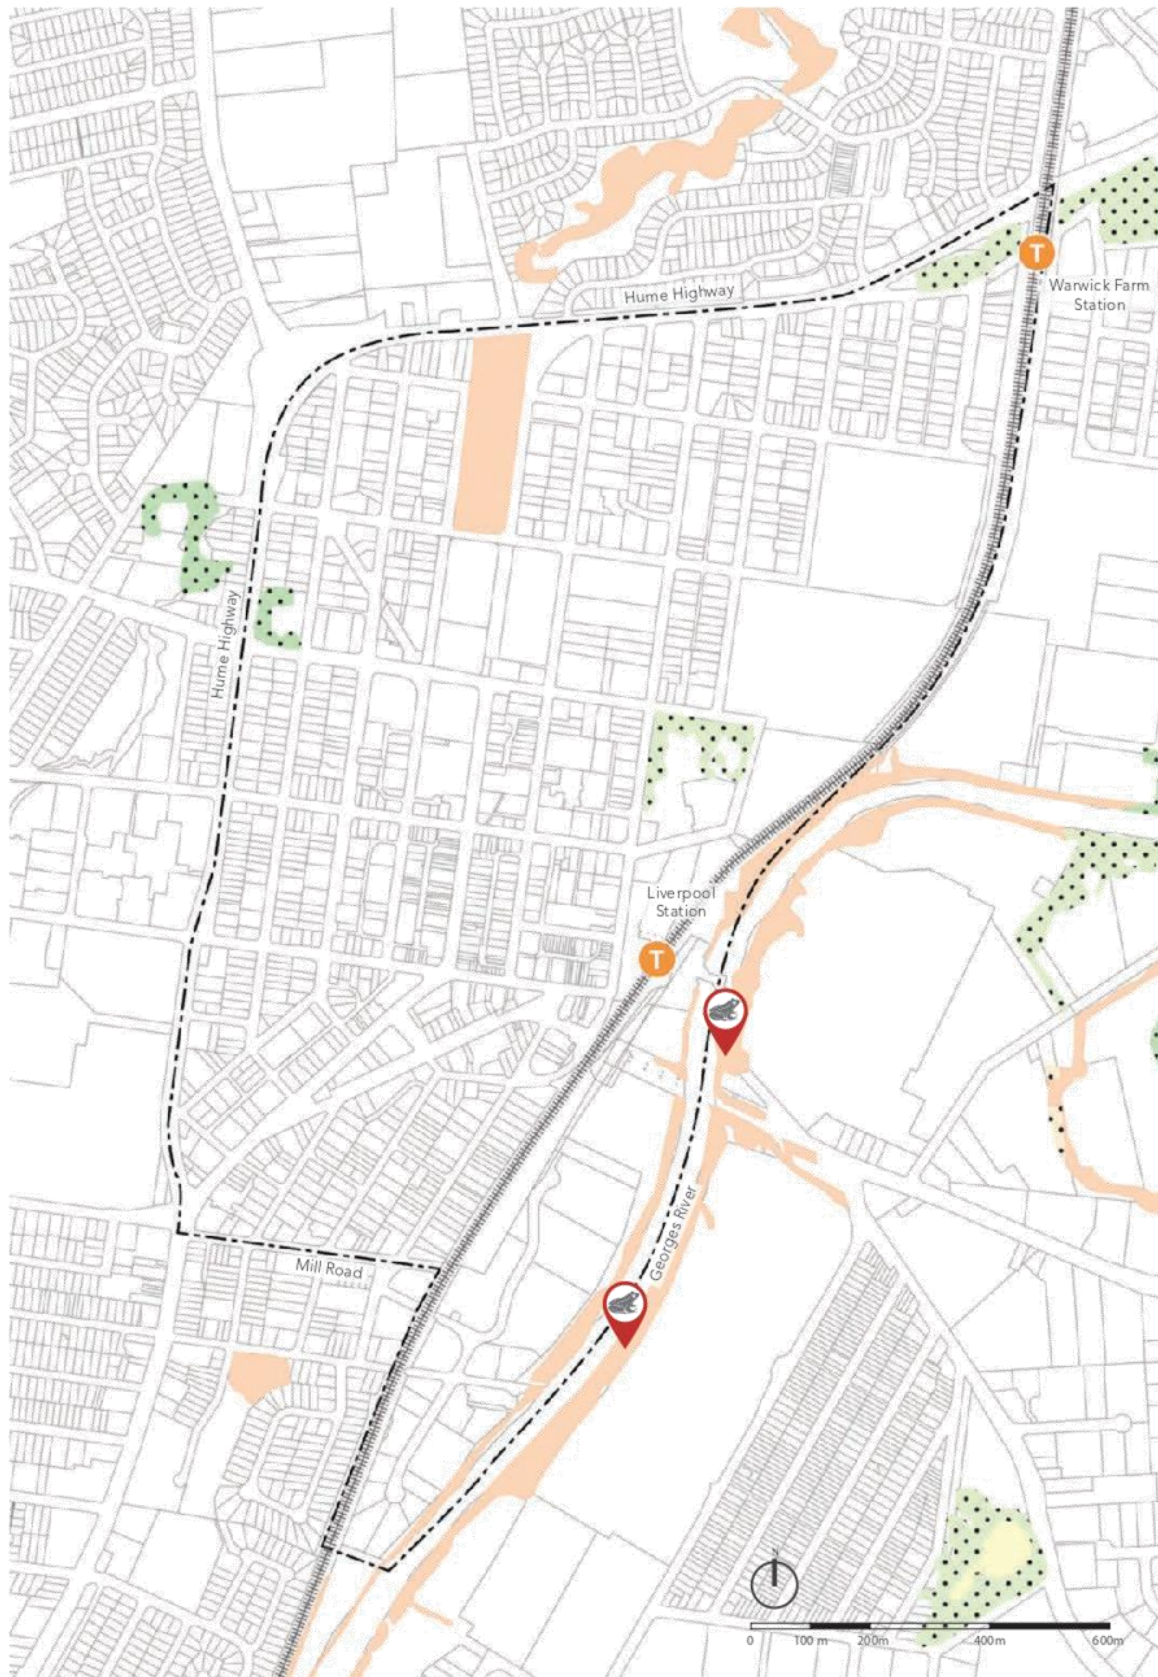 Hume Highway
T
Warwick Farm
Station
Hume Highway
Liverpool
Station
T
Georges River
Mill Road
N
0 100 m 200m 400m 600m